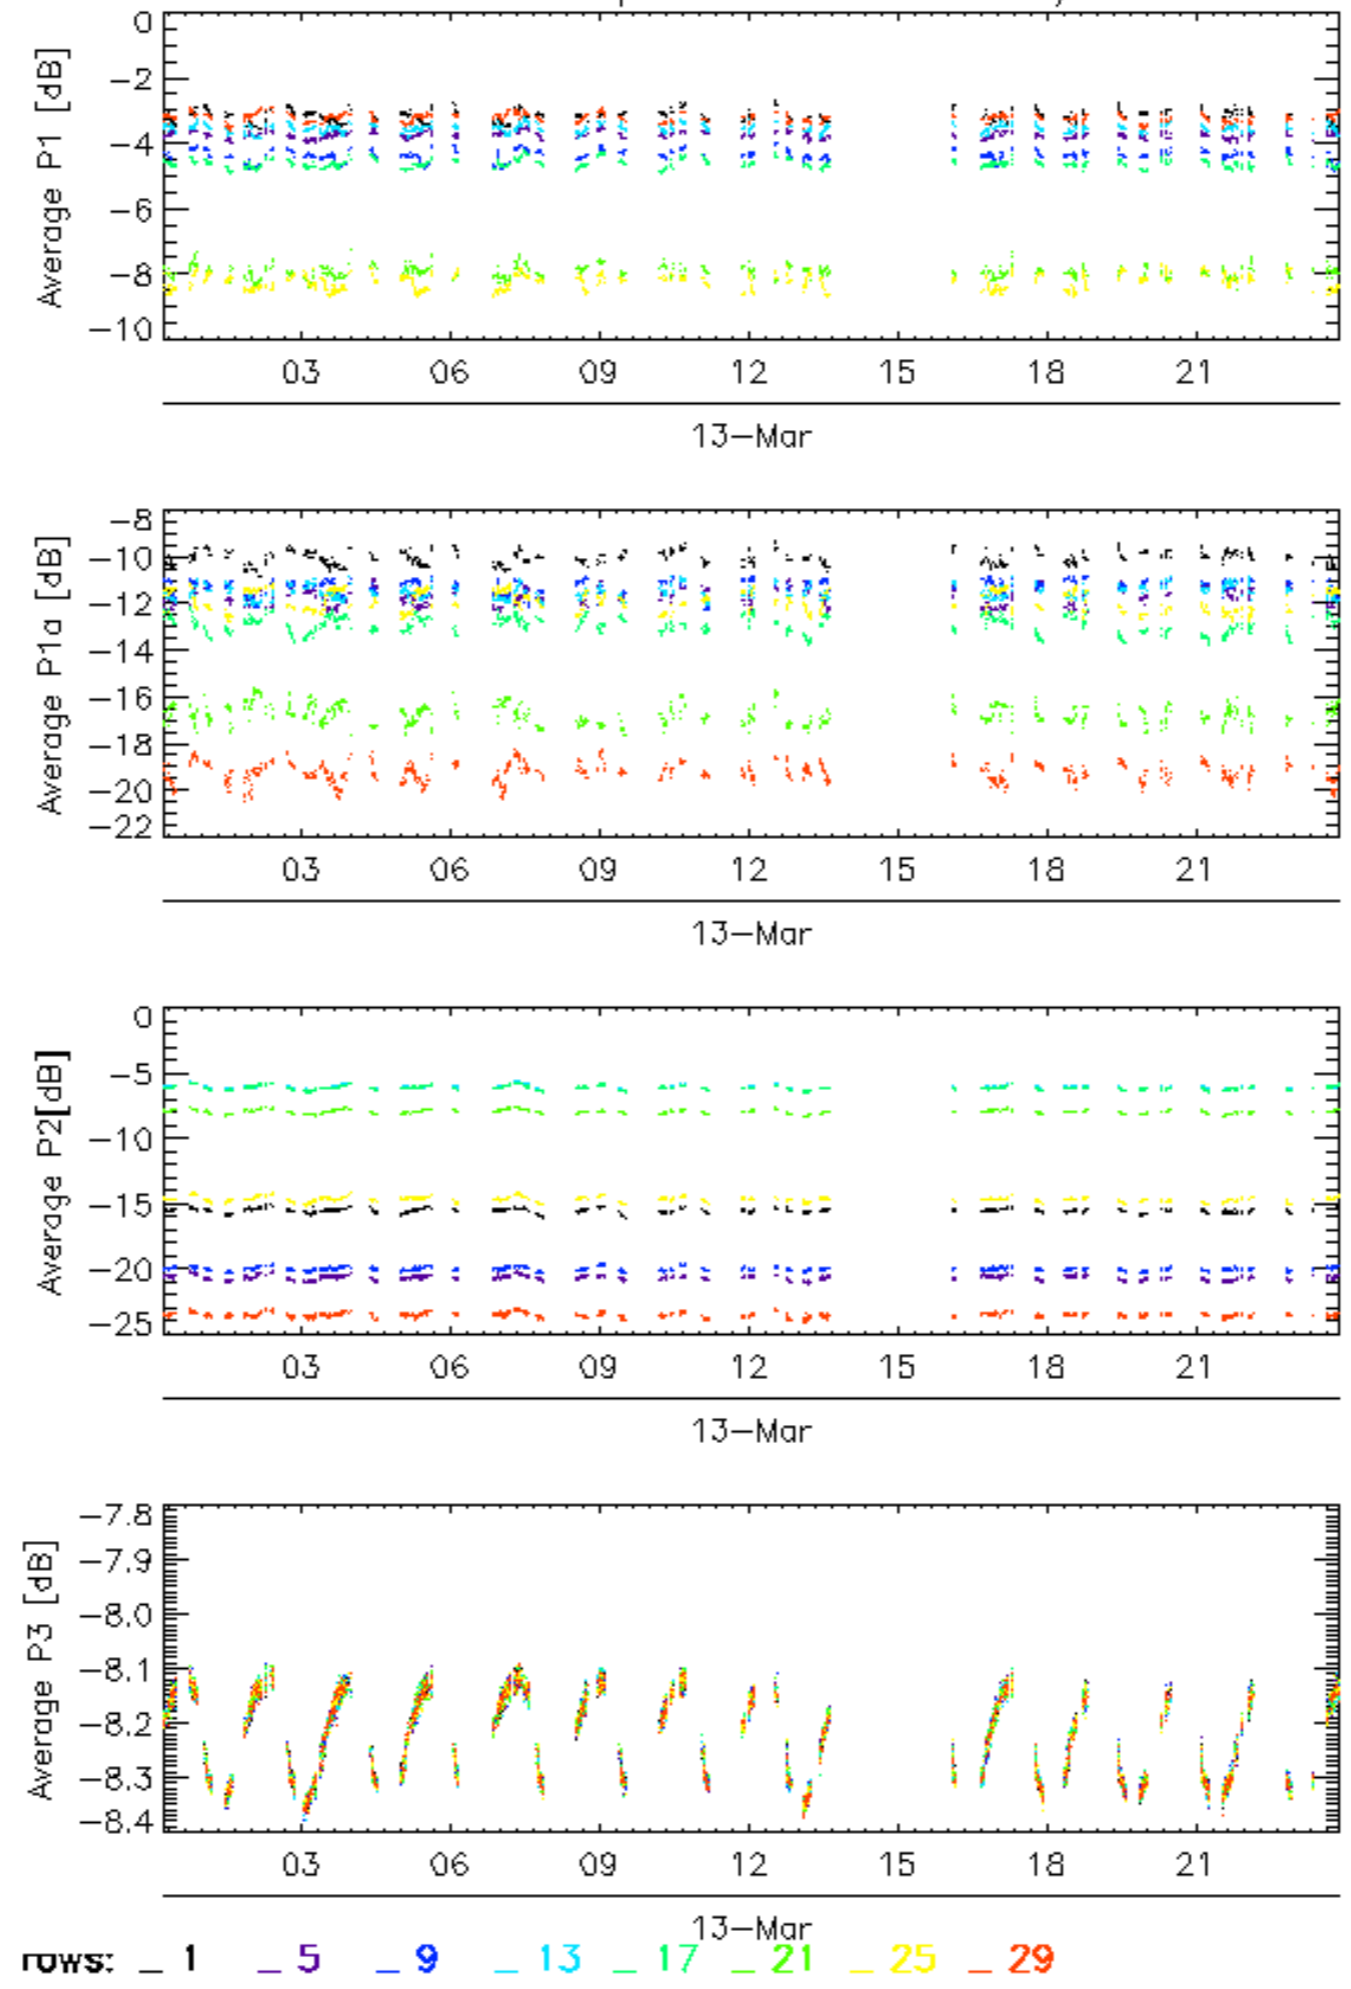 0
−2
−4
−6
−8
−10
Average P1 [dB]
03 06 09 12 15 18 21
13−Mar
−8
−10
−12
−14
−16
−18
−20
−22
Average P1a [dB]
03 06 09 12 15 18 21
13−Mar
0
−5
−10
−15
−20
−25
Average P2[dB]
03 06 09 12 15 18 21
13−Mar
−7.8
−7.9
−8.0
−8.1
−8.2
−8.3
−8.4
Average P3 [dB]
03 06 09 12 15 18 21
13−Mar
rows: _ 1 _ 5 _ 9 _ 13 _ 17 _ 21 _ 25 _ 29